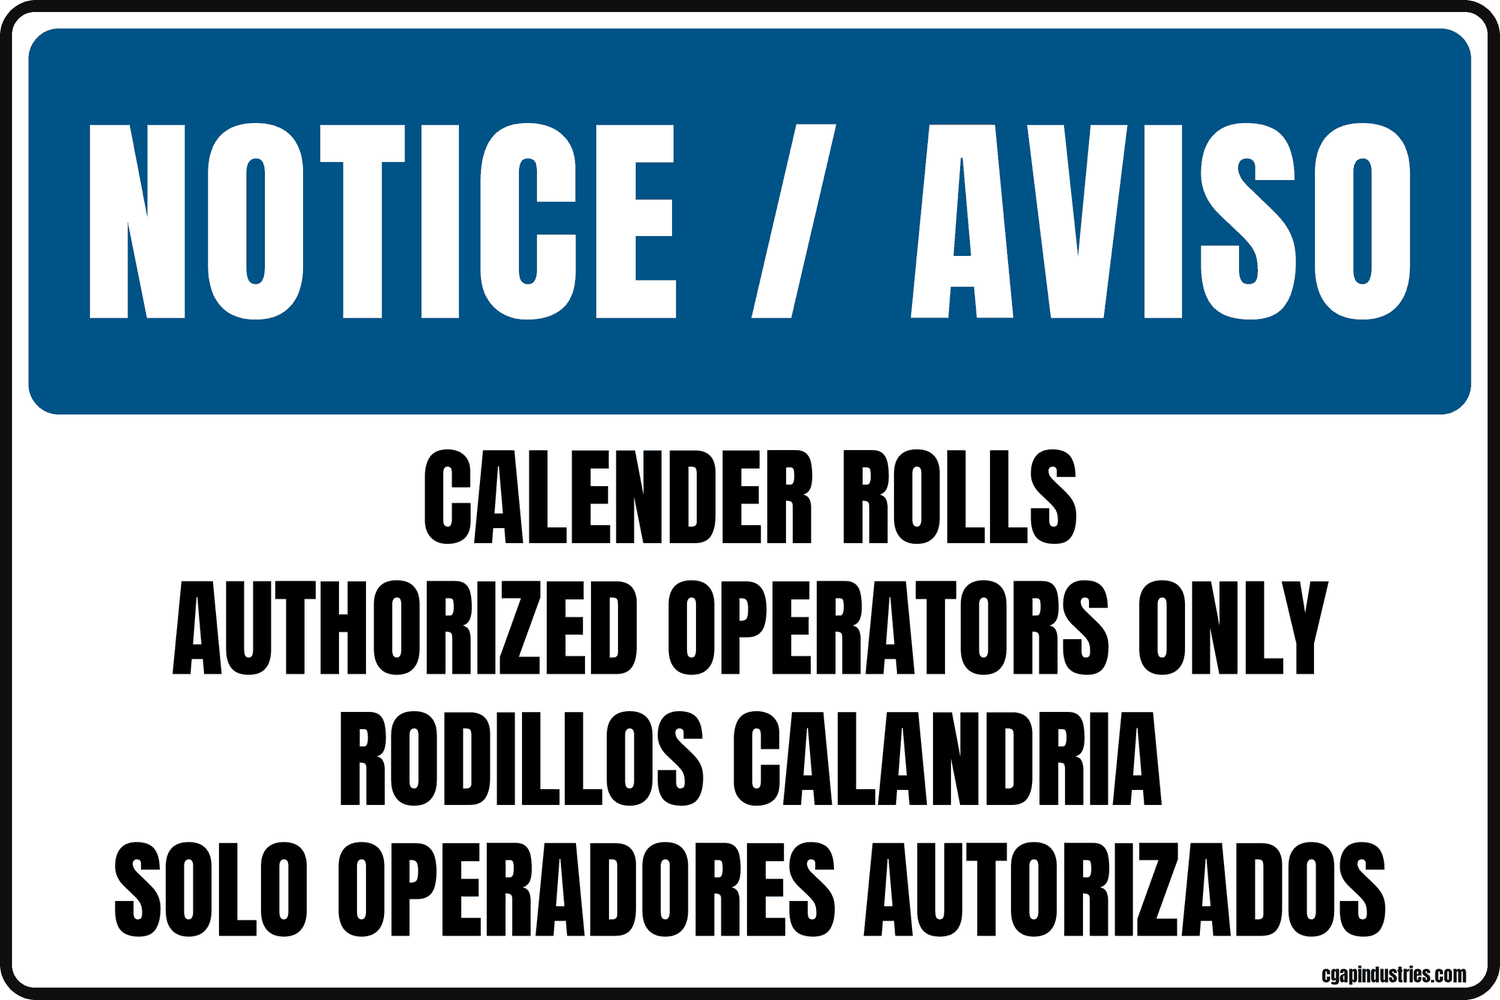 NOTICE / AVISO
CALENDER ROLLS
AUTHORIZED OPERATORS ONLY
RODILLOS CALANDRIA
SOLO OPERADORES AUTORIZADOS
cgapindustries.com